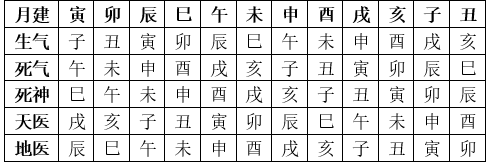 月建 寅 卯 辰 巳 午 未 申 酉 戌 亥 子 丑
生气 子 丑 寅 卯 辰 巳 午 未 申 酉 戌 亥
死气 午 未 申 酉 戌 亥 子 丑 寅 卯 辰 巳
死神 巳 午 未 申 酉 戌 亥 子 丑 寅 卯 辰
天医 戌 亥 子 丑 寅 卯 辰 巳 午 未 申 酉
地医 辰 巳 午 未 申 酉 戌 亥 子 丑 寅 卯